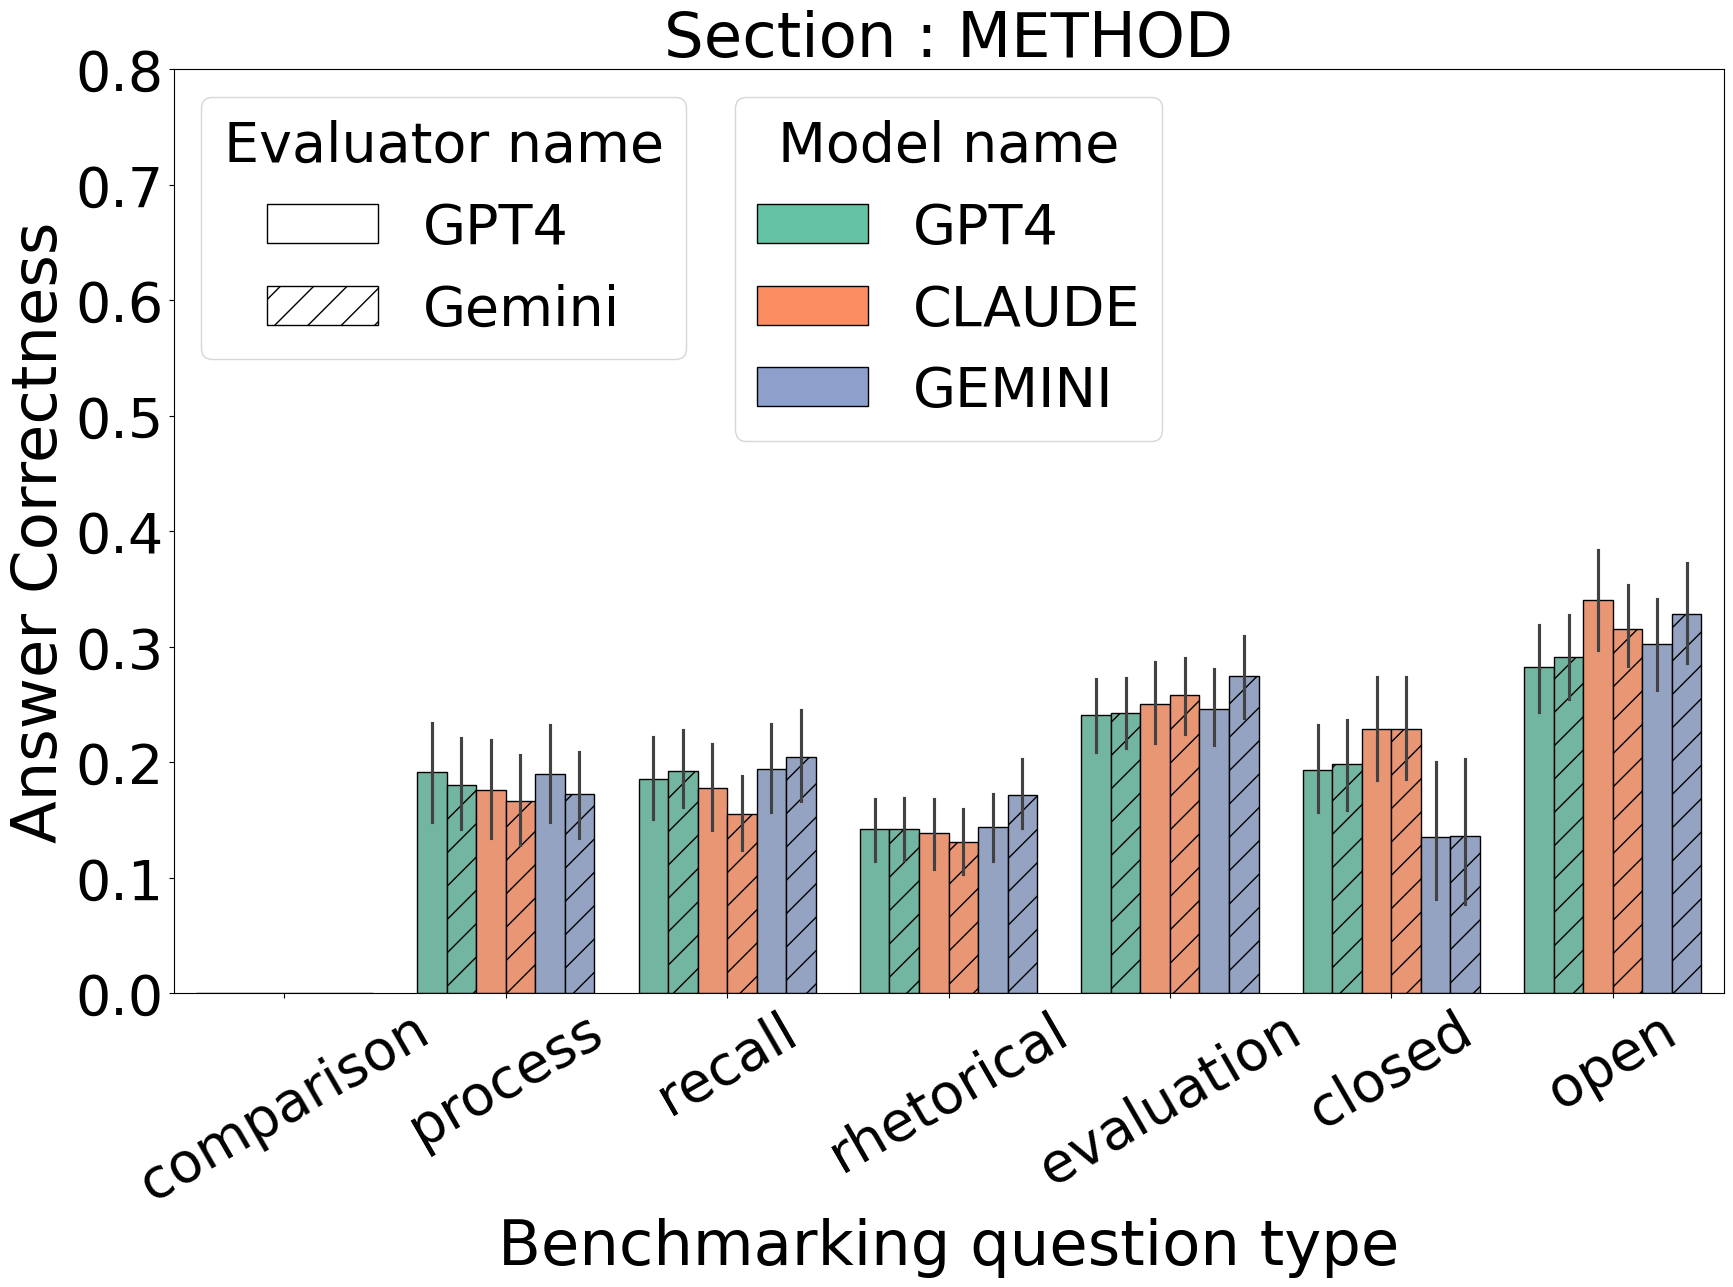 Section : METHOD
0.8
0.7
0.6
0.5
0.4
0.3
0.2
0.1
0.0
Answer Correctness
Evaluator name
GPT4
Gemini
Model name
GPT4
CLAUDE
GEMINI
comparison
process
recall
rhetorical
evaluation
closed
open
Benchmarking question type